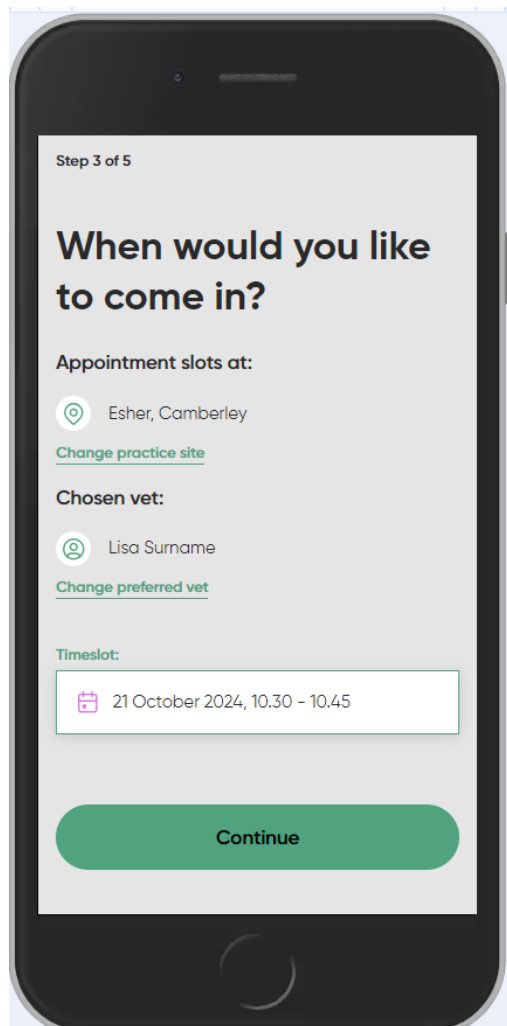 Step 3 of 5
When would you like
to come in?
Appointment slots at:
Esher, Camberley
Change practice site
Chosen vet:
Lisa Surname
Change preferred vet
Timeslot:
21 October 2024, 10.30 - 10.45
Continue